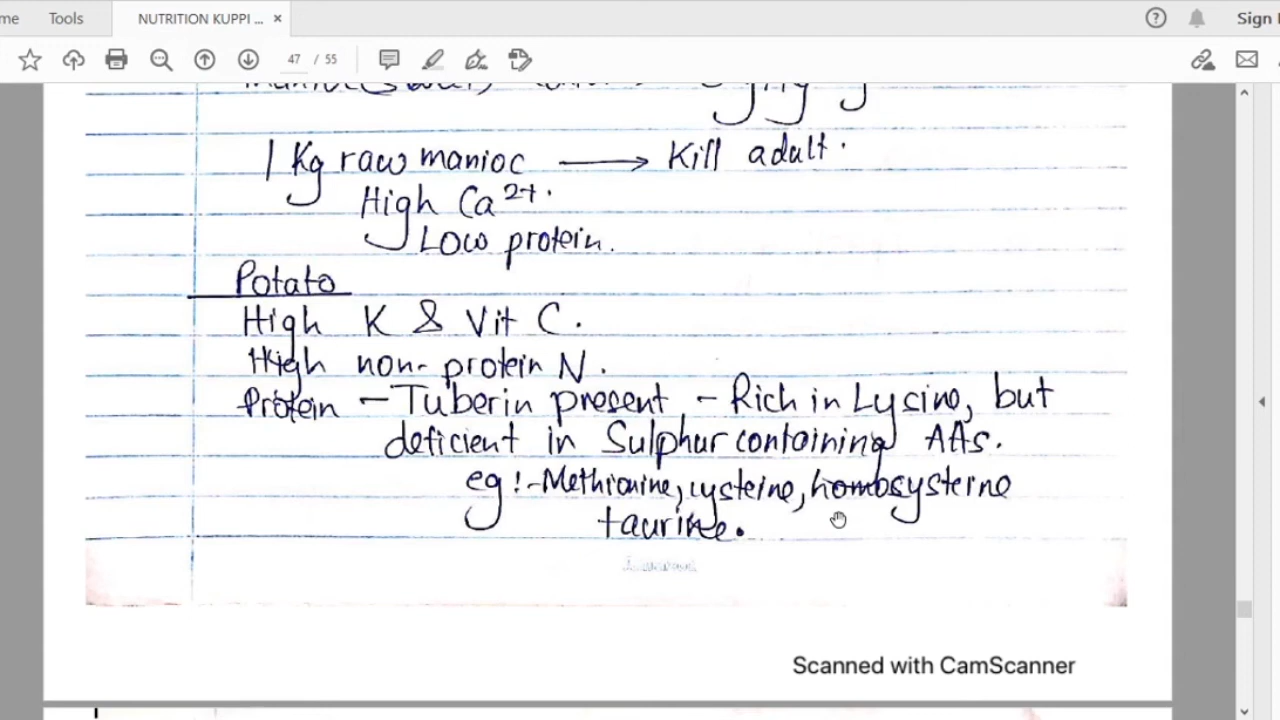 me Tools NUTRITION KUPPI ... × Sign
47 / 55
1 Kg raw manioc → Kill adult.
High Ca2+.
Low protein.
Potato
High K & Vit C.
High non-protein N.
Protein - Tuberin present, - Rich in Lysine, but
deficient in Sulphur containing AAs.
eg:- Methionine, cysteine, homosysterne
taurine.
Scanned with CamScanner